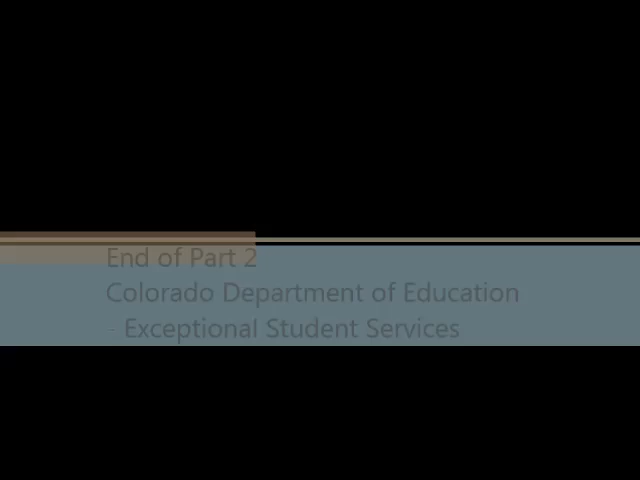 End of Part 2
Colorado Department of Education
- Exceptional Student Services